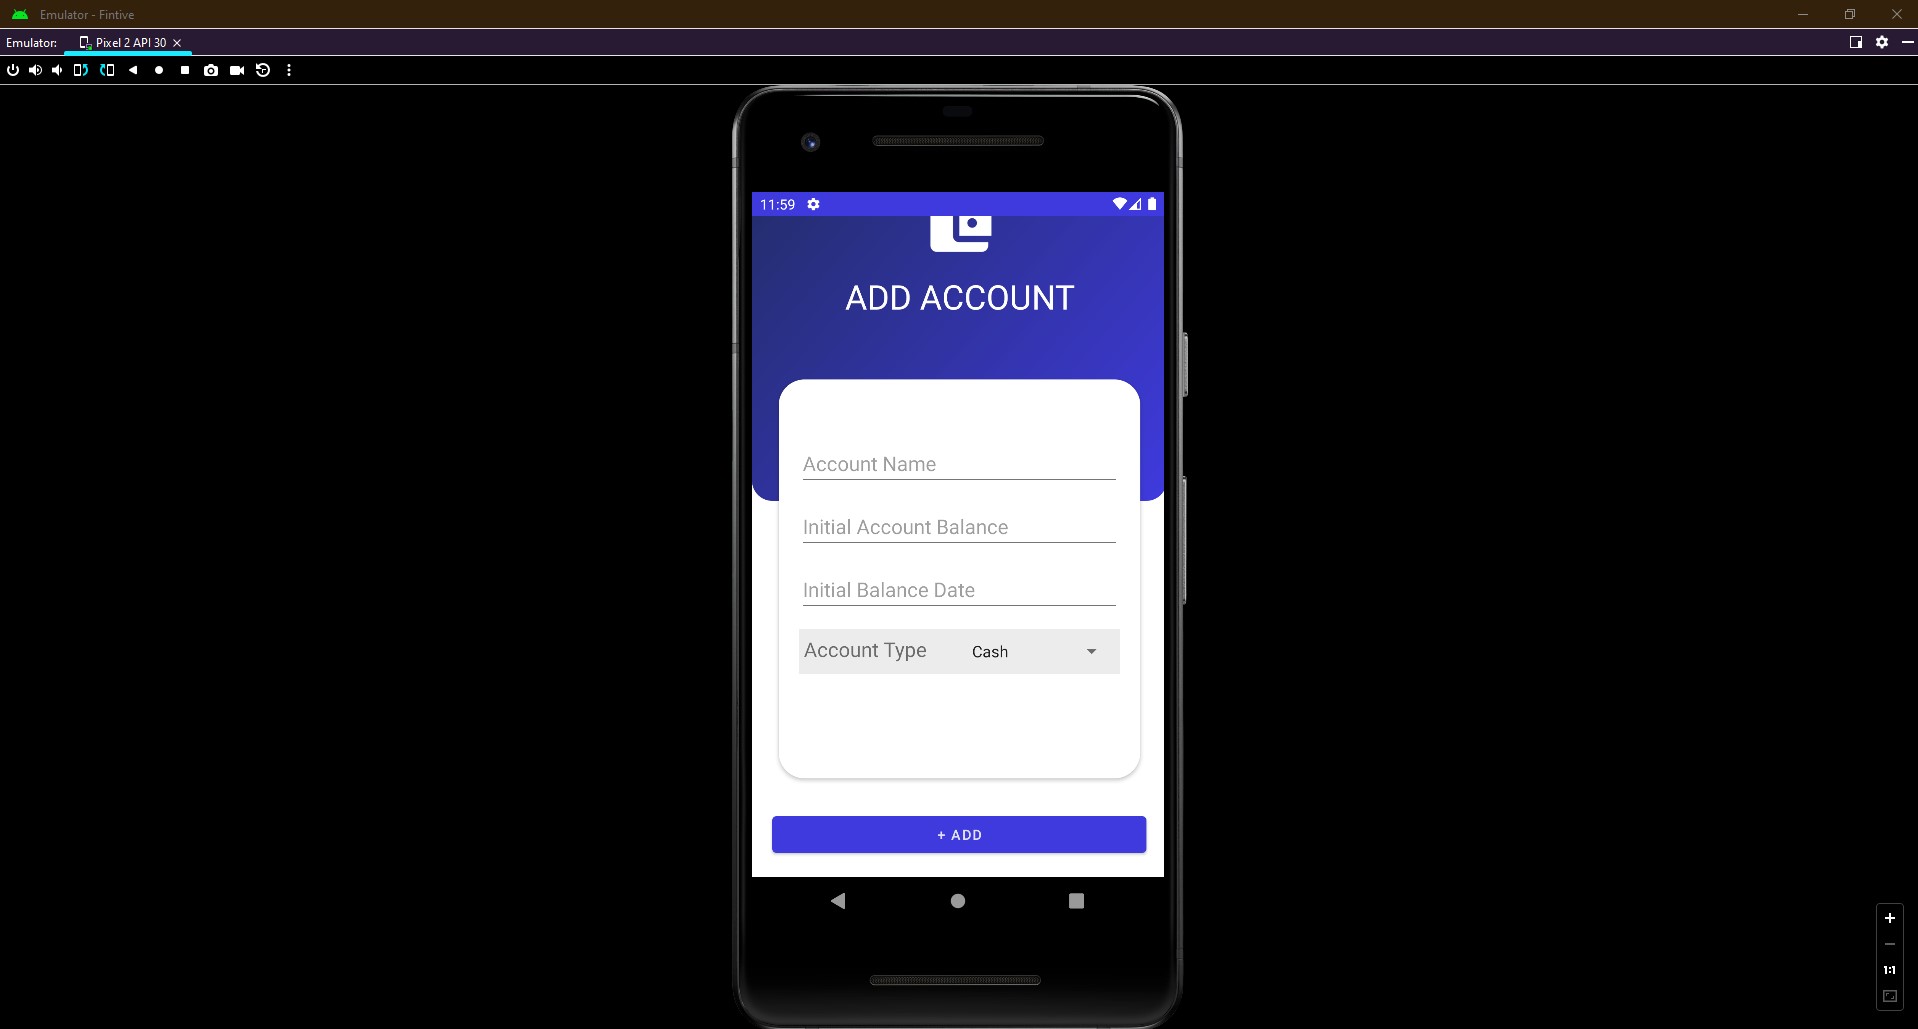 Emulator - Fintive
Emulator: Pixel 2 API 30
11:59
ADD ACCOUNT
Account Name
Initial Account Balance
Initial Balance Date
Account Type Cash
+ ADD
1:1